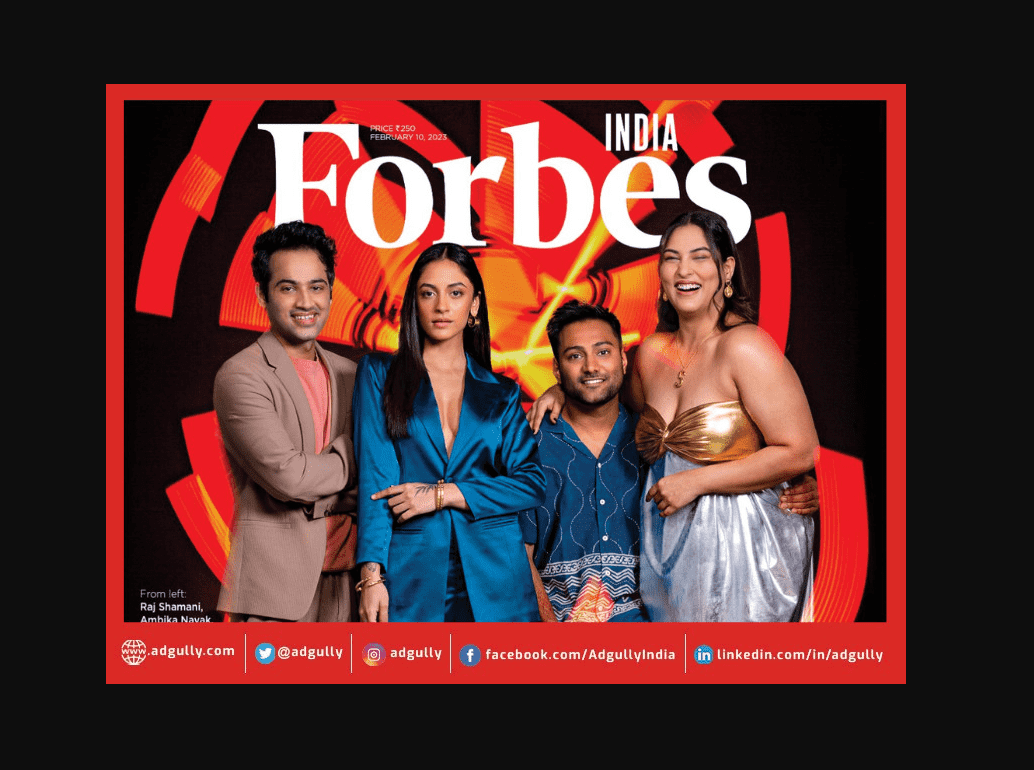 PRICE ₹250
FEBRUARY 10, 2023
INDIA
Forbes
From left:
Raj Shamani,
Ambika Nayak
www.adgully.com
@adgully
adgully
facebook.com/AdgullyIndia
linkedin.com/in/adgully